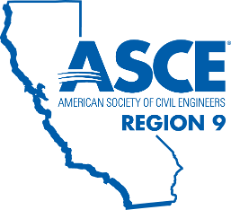 ASCE®
AMERICAN SOCIETY OF CIVIL ENGINEERS
REGION 9